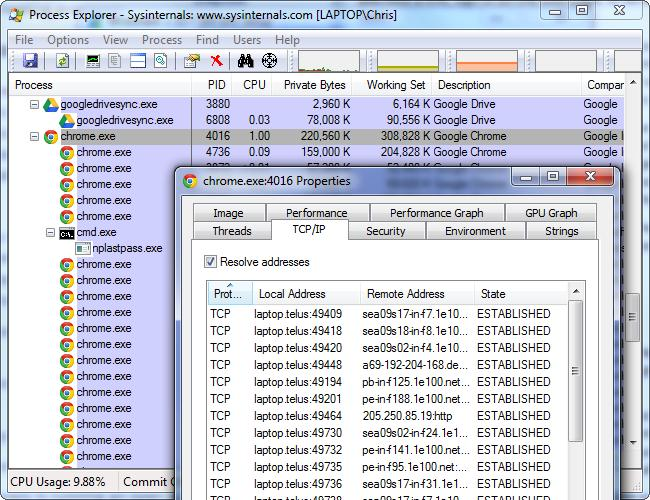 Process Explorer - Sysinternals: www.sysinternals.com [LAPTOP\Chris]
File Options View Process Find Users Help
Process PID CPU Private Bytes Working Set Description Compar
googledrivesync.exe 3880 2,960 K 6,164 K Google Drive Google
googledrivesync.exe 6808 0.03 78,008 K 90,556 K Google Drive Google
chrome.exe 4016 1.00 220,560 K 308,828 K Google Chrome Google I
chrome.exe 4736 0.09 159,000 K 204,828 K Google Chrome Google I
chrome.exe
chrome.exe
chrome.exe
chrome.exe
cmd.exe
nplastpass.exe
chrome.exe
chrome.exe
chrome.exe
chrome.exe
chrome.exe
chrome.exe
chrome.exe
chrome.exe
chrome.exe
chrome.exe
chrome.exe
CPU Usage: 9.88% Commit C
chrome.exe:4016 Properties
Image Performance Performance Graph GPU Graph
Threads TCP/IP Security Environment Strings
Resolve addresses
Prot... Local Address Remote Address State
TCP laptop.telus:49409 sea09s17-in-f7.1e10... ESTABLISHED
TCP laptop.telus:49418 sea09s18-in-f8.1e10... ESTABLISHED
TCP laptop.telus:49420 sea09s02-in-f4.1e10... ESTABLISHED
TCP laptop.telus:49448 a69-192-204-168.de... ESTABLISHED
TCP laptop.telus:49194 pb-in-f125.1e100.net... ESTABLISHED
TCP laptop.telus:49201 pe-in-f188.1e100.net... ESTABLISHED
TCP laptop.telus:49464 205.250.85.19:http ESTABLISHED
TCP laptop.telus:49730 sea09s02-in-f24.1e1... ESTABLISHED
TCP laptop.telus:49732 pe-in-f141.1e100.net... ESTABLISHED
TCP laptop.telus:49735 pe-in-f95.1e100.net:... ESTABLISHED
TCP laptop.telus:49736 sea09s17-in-f31.1e1... ESTABLISHED